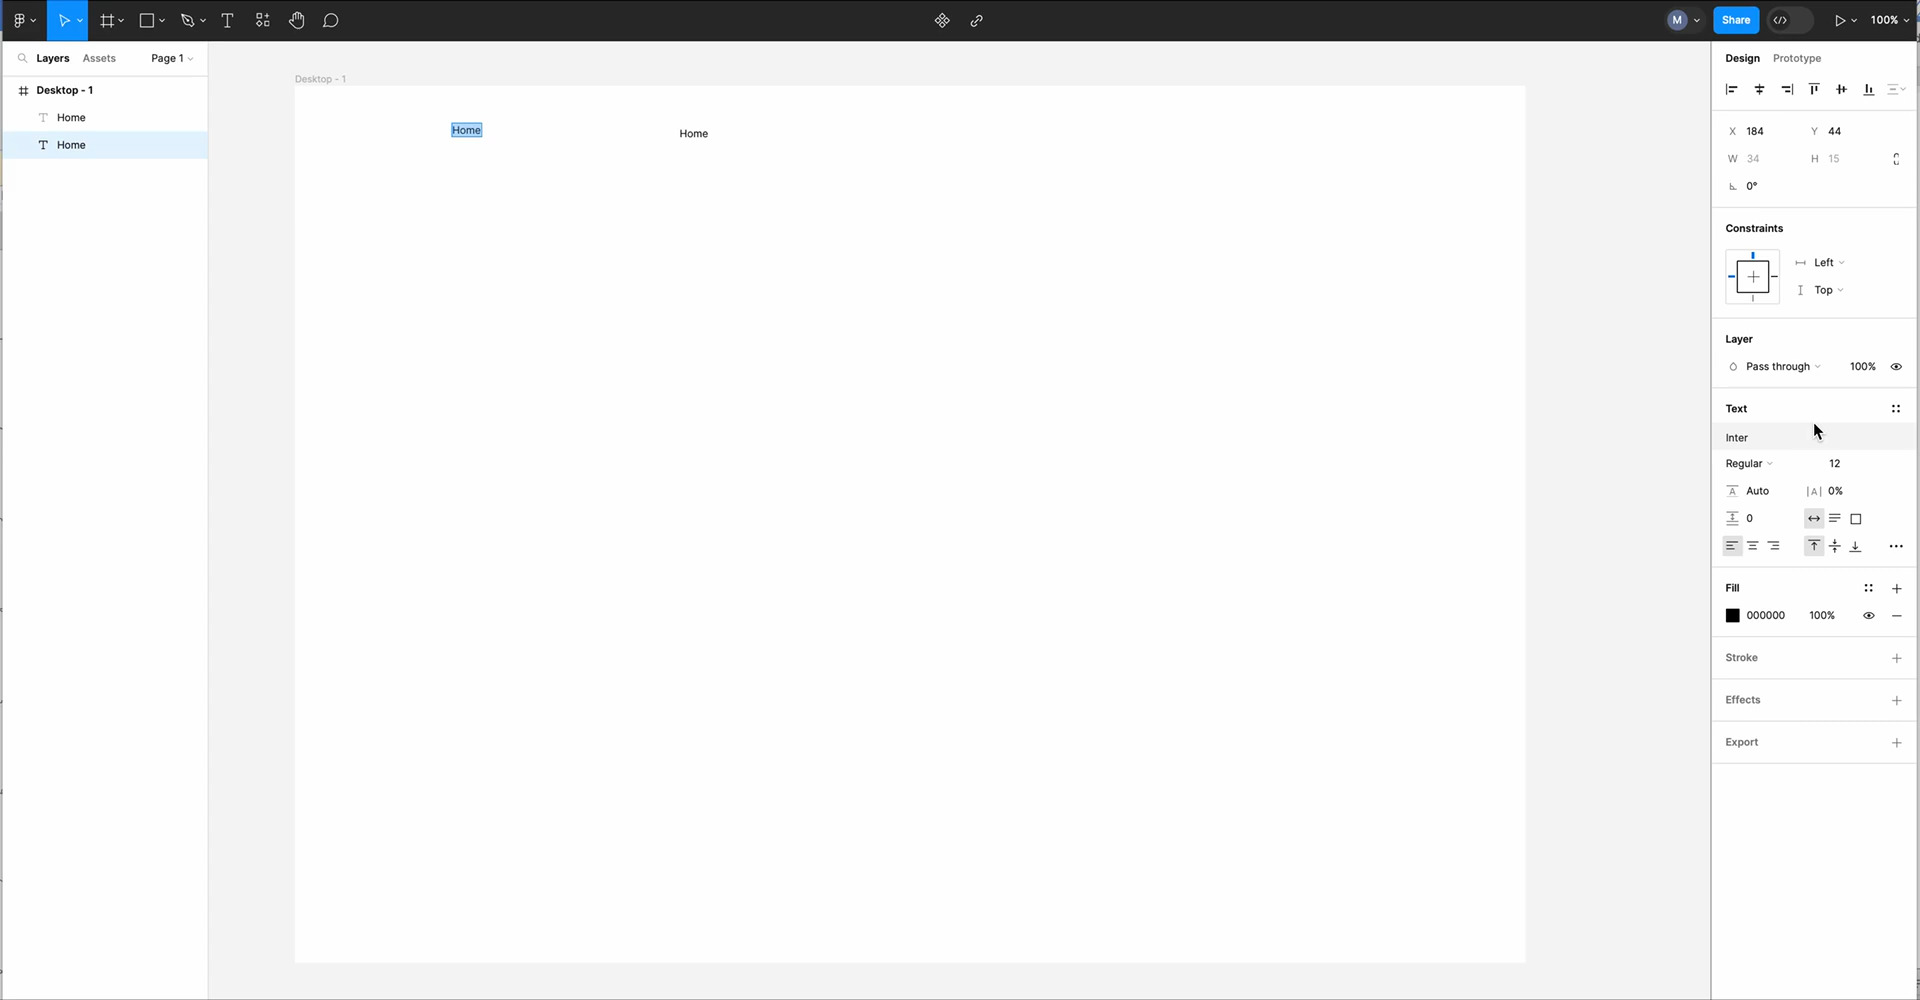 M
Share
100%
Layers
Assets
Page 1
Design
Prototype
Desktop - 1
Desktop - 1
Home
Home
Home
Home
X 184
Y 44
W 34
H 15
0°
Constraints
Left
Top
Layer
Pass through
100%
Text
Inter
Regular
12
A Auto
|A| 0%
0
Fill
000000
100%
Stroke
Effects
Export